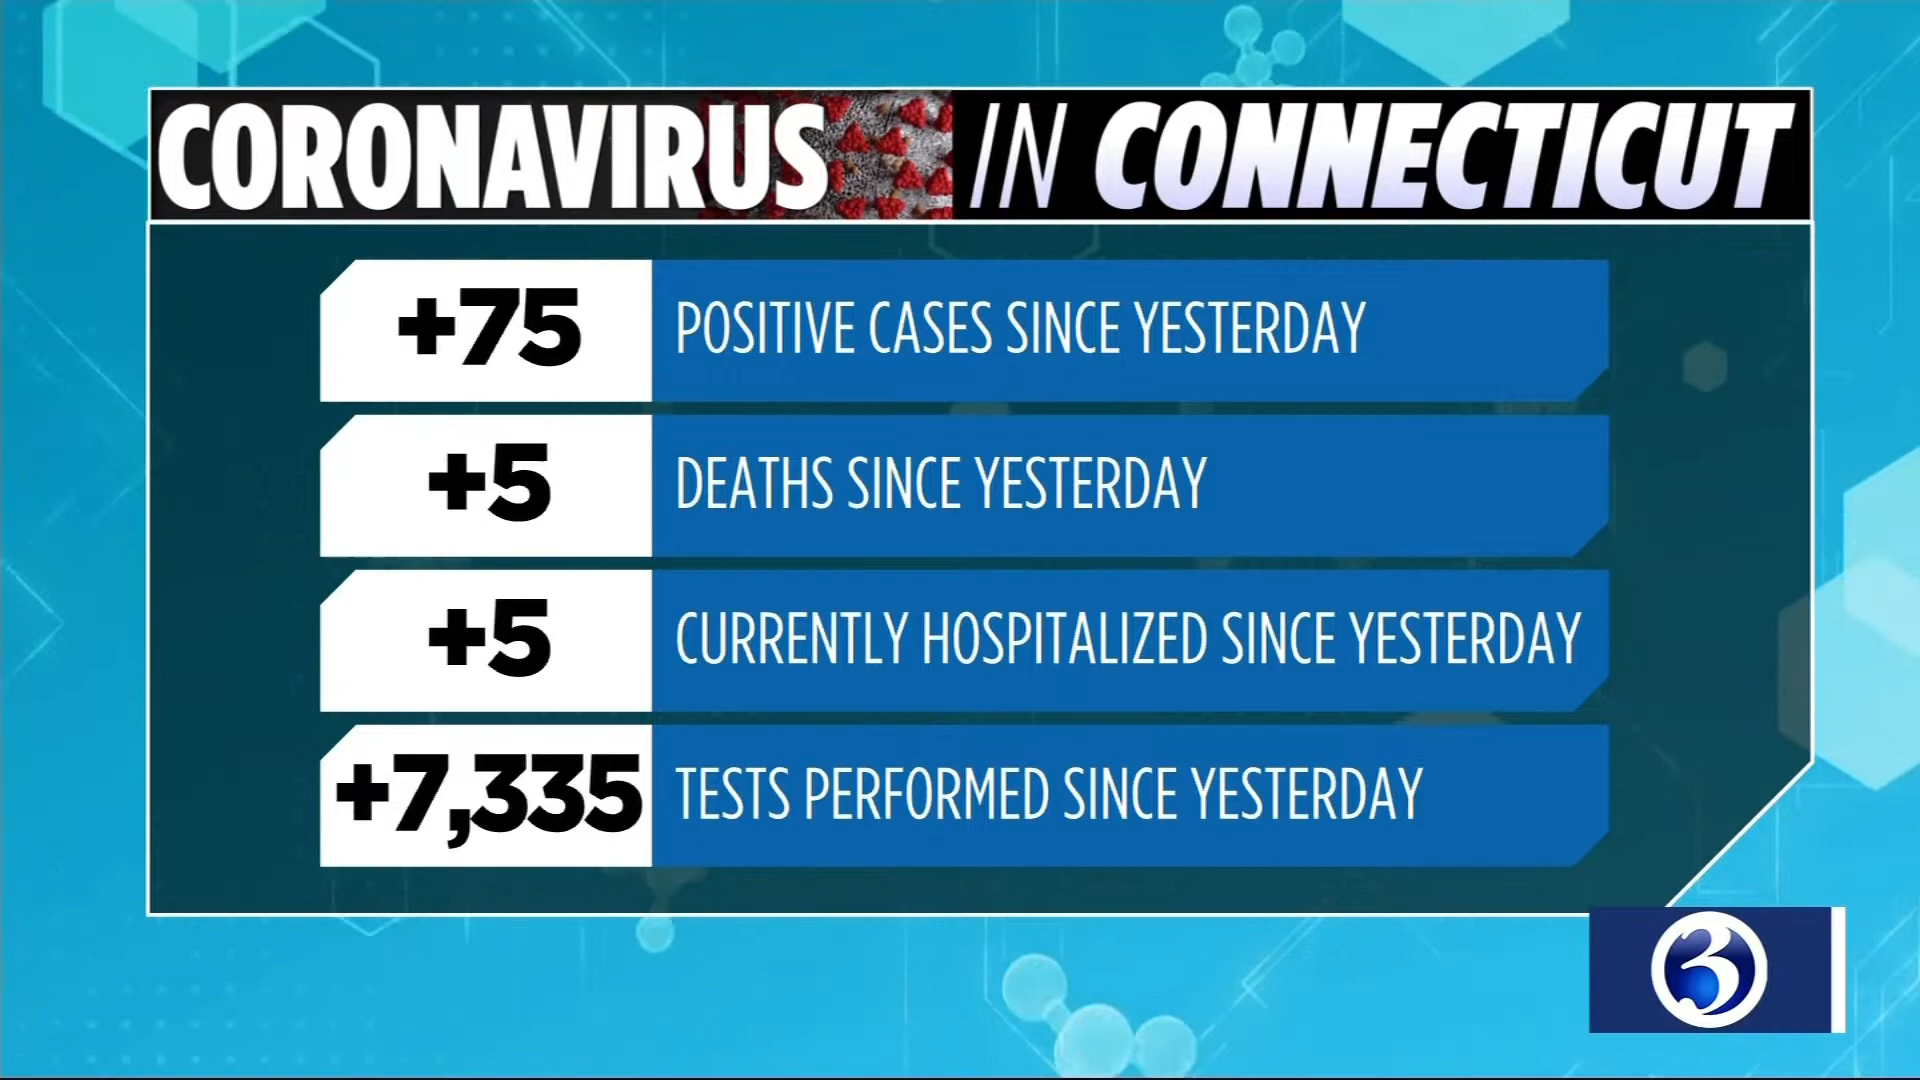 CORONAVIRUS IN CONNECTICUT
+75 POSITIVE CASES SINCE YESTERDAY
+5 DEATHS SINCE YESTERDAY
+5 CURRENTLY HOSPITALIZED SINCE YESTERDAY
+7,335 TESTS PERFORMED SINCE YESTERDAY
3